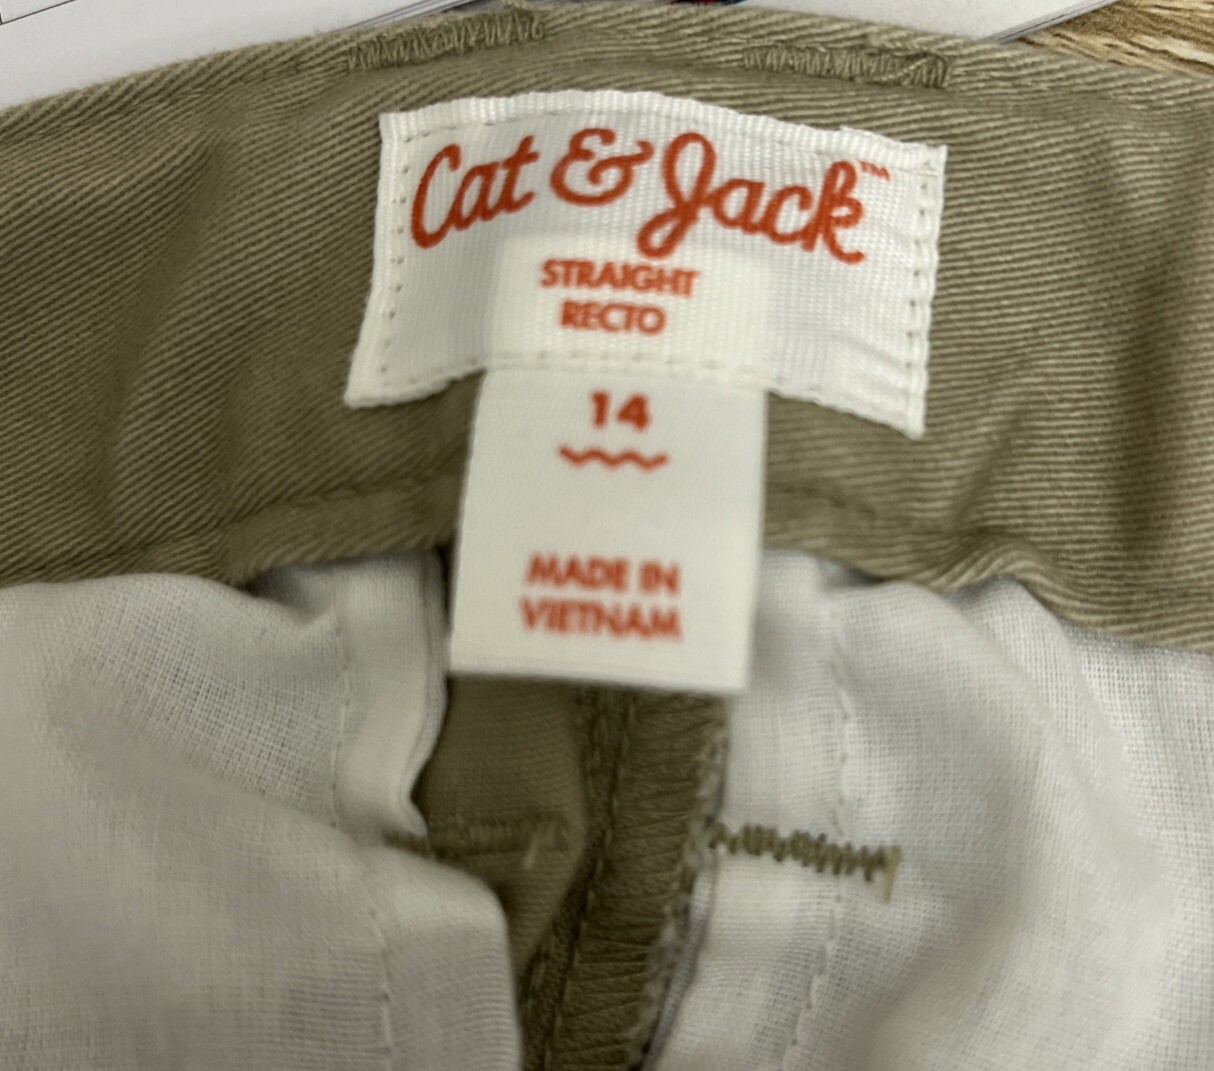 Cat & Jack™
STRAIGHT
RECTO
14
MADE IN
VIETNAM